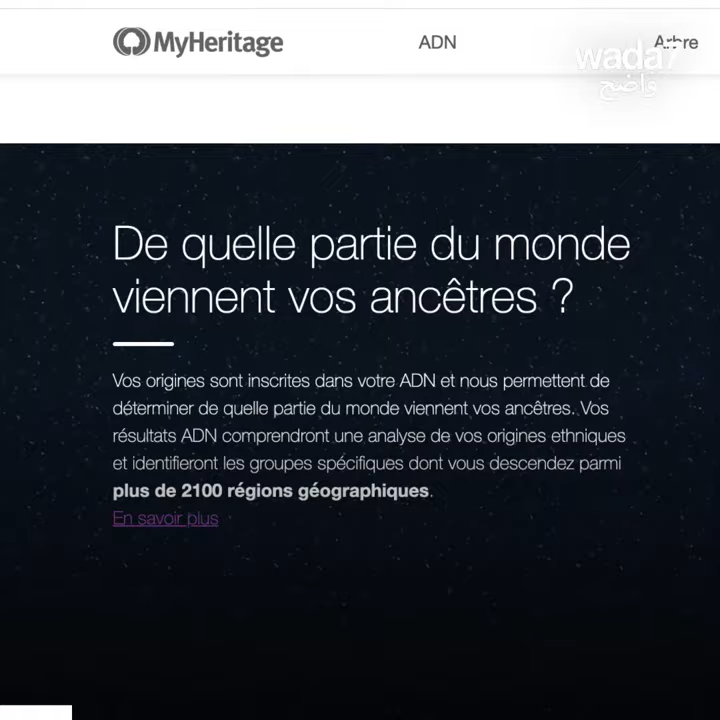 MyHeritage ADN Arbre
wada7
واضح
De quelle partie du monde
viennent vos ancêtres ?
Vos origines sont inscrites dans votre ADN et nous permettent de
déterminer de quelle partie du monde viennent vos ancêtres. Vos
résultats ADN comprendront une analyse de vos origines ethniques
et identifieront les groupes spécifiques dont vous descendez parmi
plus de 2100 régions géographiques.
En savoir plus